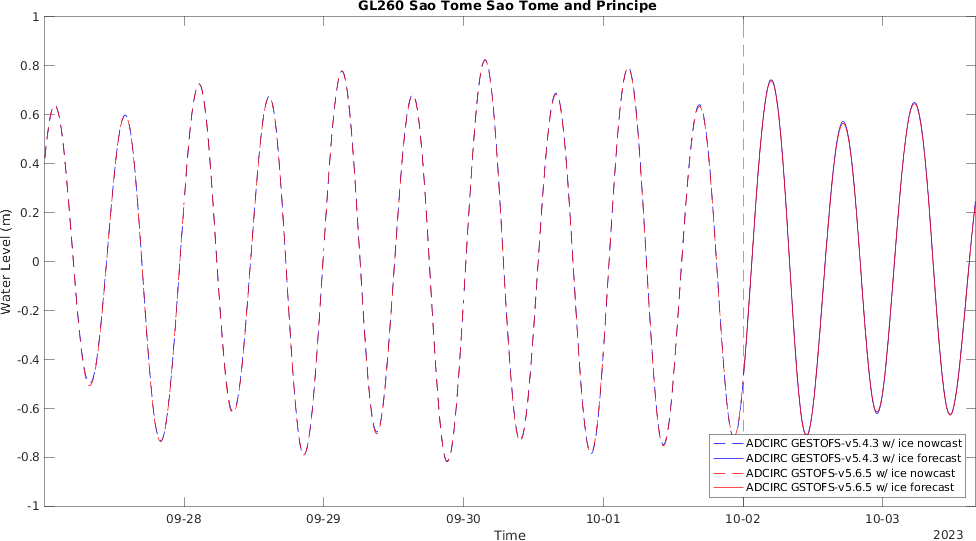 GL260 Sao Tome Sao Tome and Principe
1
0.8
0.6
0.4
0.2
0
-0.2
-0.4
-0.6
-0.8
-1
Water Level (m)
09-28
09-29
09-30
10-01
10-02
10-03
Time
2023
ADCIRC GESTOFS-v5.4.3 w/ ice nowcast
ADCIRC GESTOFS-v5.4.3 w/ ice forecast
ADCIRC GSTOFS-v5.6.5 w/ ice nowcast
ADCIRC GSTOFS-v5.6.5 w/ ice forecast